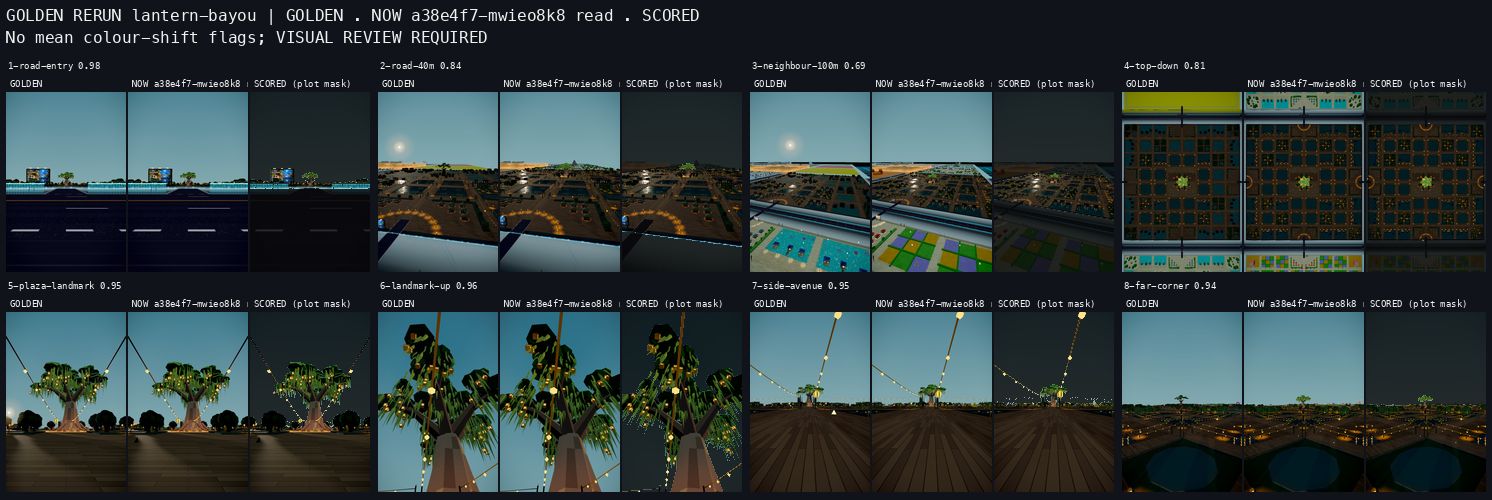 GOLDEN RERUN lantern-bayou | GOLDEN . NOW a38e4f7-mwieo8k8 read . SCORED
No mean colour-shift flags; VISUAL REVIEW REQUIRED
1-road-entry 0.98
GOLDEN NOW a38e4f7-mwieo8k8 SCORED (plot mask)
2-road-40m 0.84
GOLDEN NOW a38e4f7-mwieo8k8 SCORED (plot mask)
3-neighbour-100m 0.69
GOLDEN NOW a38e4f7-mwieo8k8 SCORED (plot mask)
4-top-down 0.81
GOLDEN NOW a38e4f7-mwieo8k8 SCORED (plot mask)
5-plaza-landmark 0.95
GOLDEN NOW a38e4f7-mwieo8k8 SCORED (plot mask)
6-landmark-up 0.96
GOLDEN NOW a38e4f7-mwieo8k8 SCORED (plot mask)
7-side-avenue 0.95
GOLDEN NOW a38e4f7-mwieo8k8 SCORED (plot mask)
8-far-corner 0.94
GOLDEN NOW a38e4f7-mwieo8k8 SCORED (plot mask)